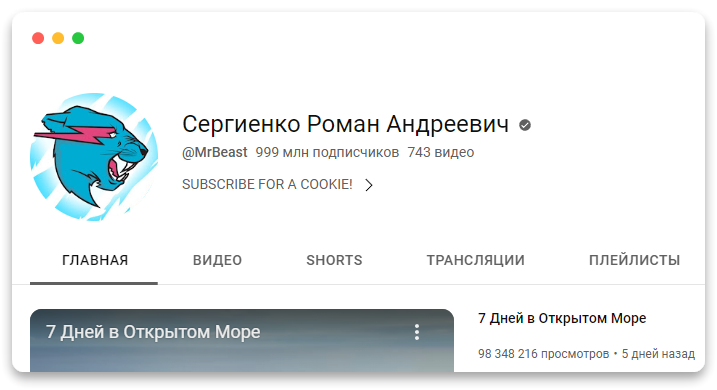 Сергиенко Роман Андреевич
@MrBeast 999 млн подписчиков 743 видео
SUBSCRIBE FOR A COOKIE!
ГЛАВНАЯ ВИДЕО SHORTS ТРАНСЛЯЦИИ ПЛЕЙЛИСТЫ
7 Дней в Открытом Море
7 Дней в Открытом Море
98 348 216 просмотров • 5 дней назад